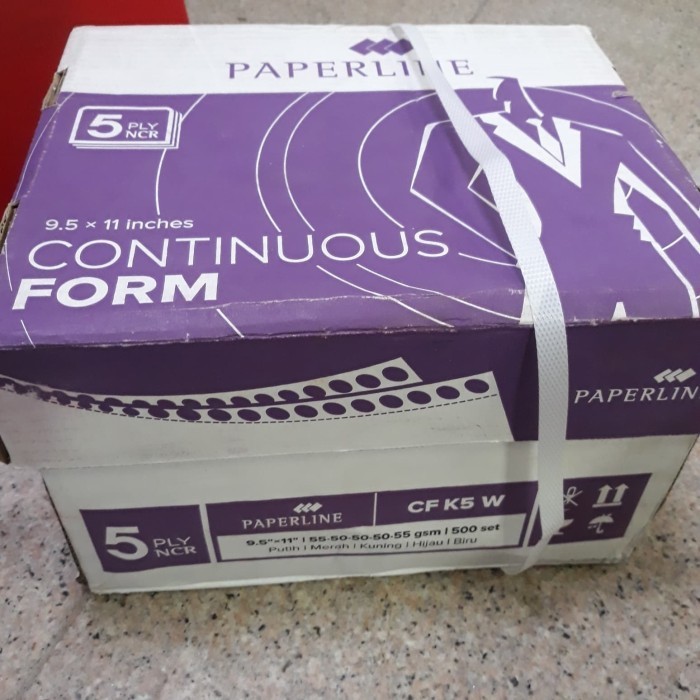 PAPERLINE
5 PLY
NCR
9.5 × 11 inches
CONTINUOUS
FORM
PAPERLIN
5 PLY
NCR
PAPERLINE
CF K5 W
9.5"×11" | 55-50-50-50-55 gsm | 500 set
Putih | Merah | Kuning | Hijau | Biru